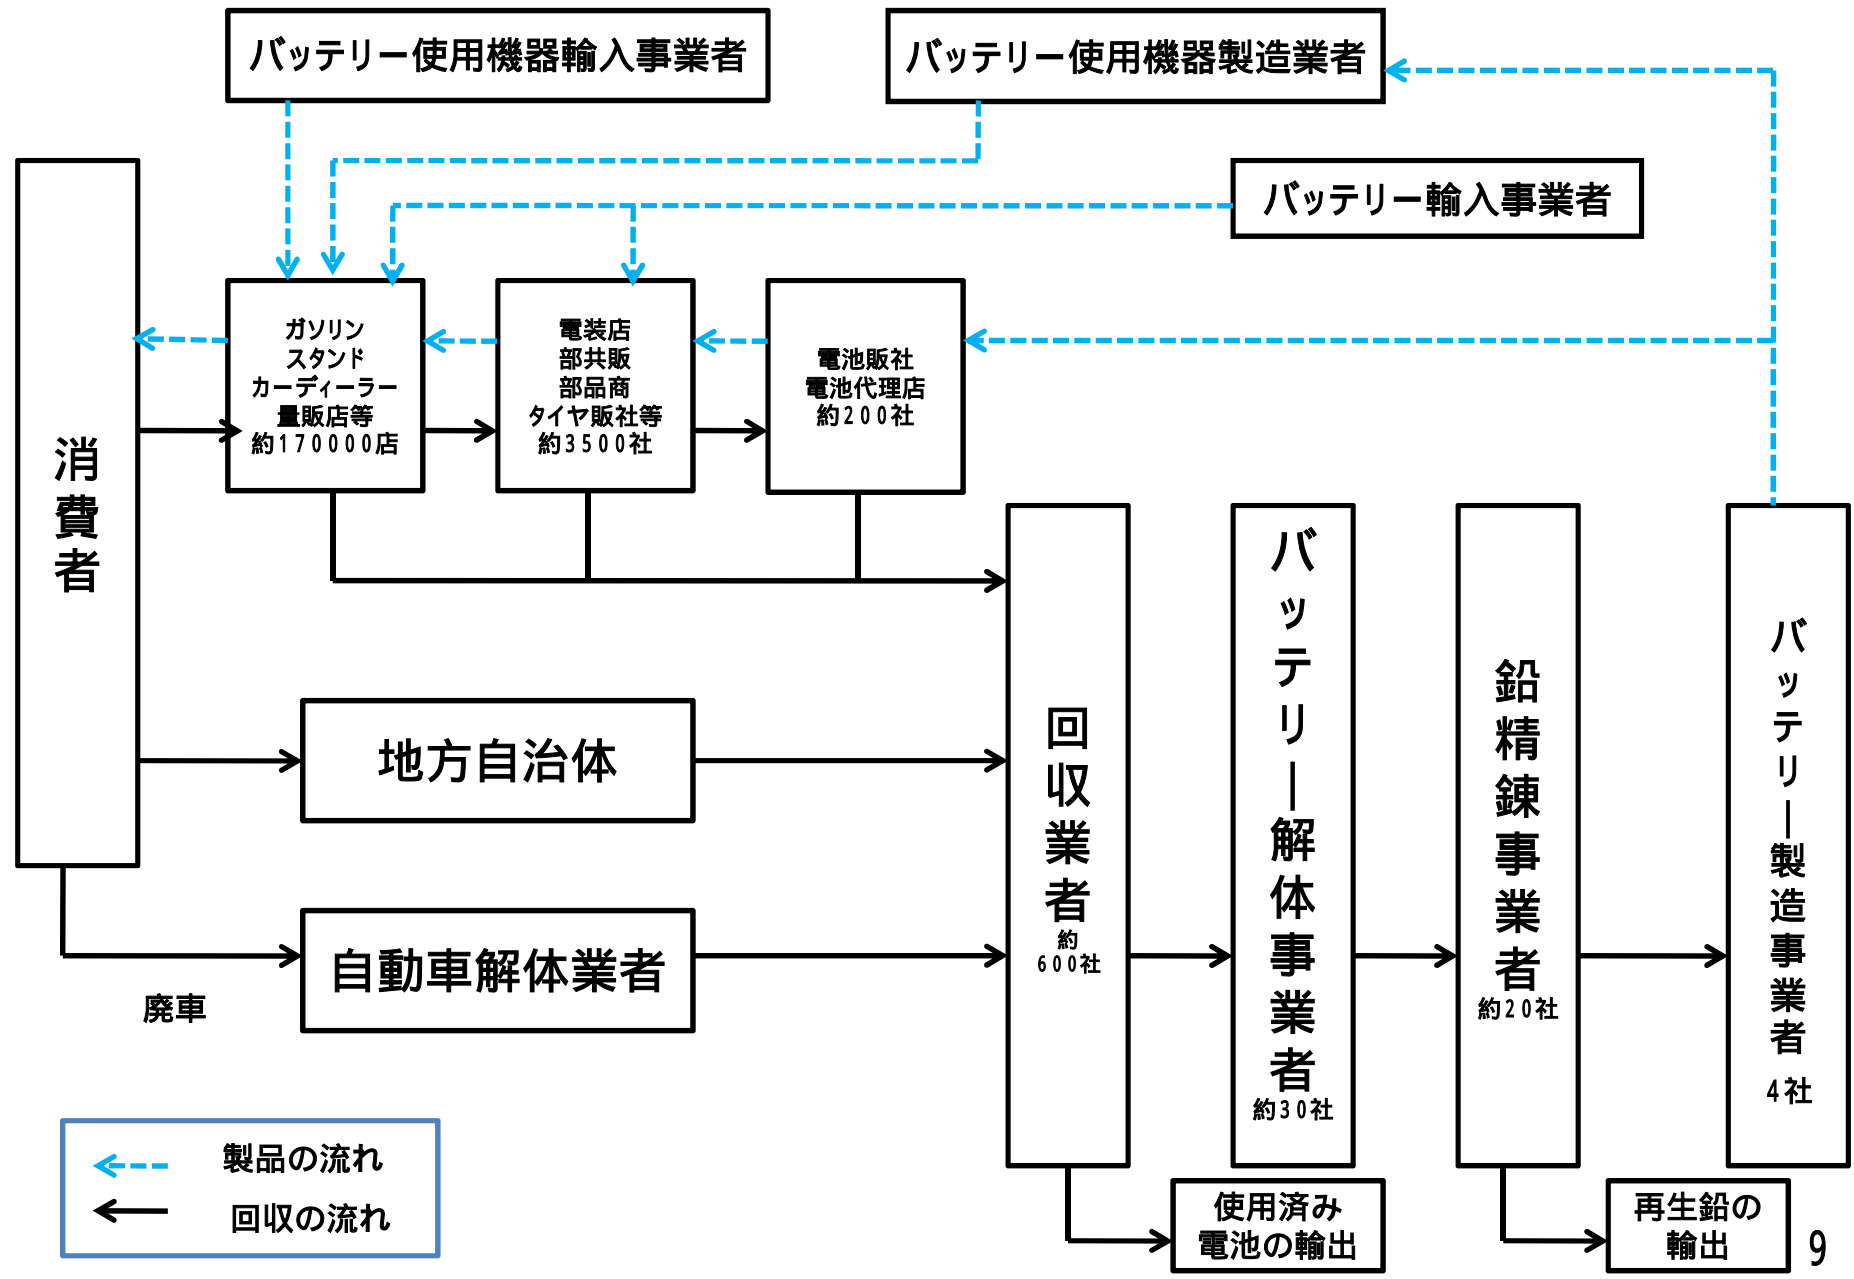 バッテリー使用機器輸入事業者
バッテリー使用機器製造業者
バッテリー輸入事業者
消費者
ガソリン
スタンド
カーディーラー
量販店等
約17000店
電装店
部共販
部品商
タイヤ販社等
約3500社
電池販社
電池代理店
約200社
地方自治体
自動車解体業者
廃車
回収業者
約
600社
バッテリー解体事業者
約30社
鉛精錬事業者
約20社
バッテリー製造事業者
4社
製品の流れ
回収の流れ
使用済み
電池の輸出
再生鉛の
輸出
9